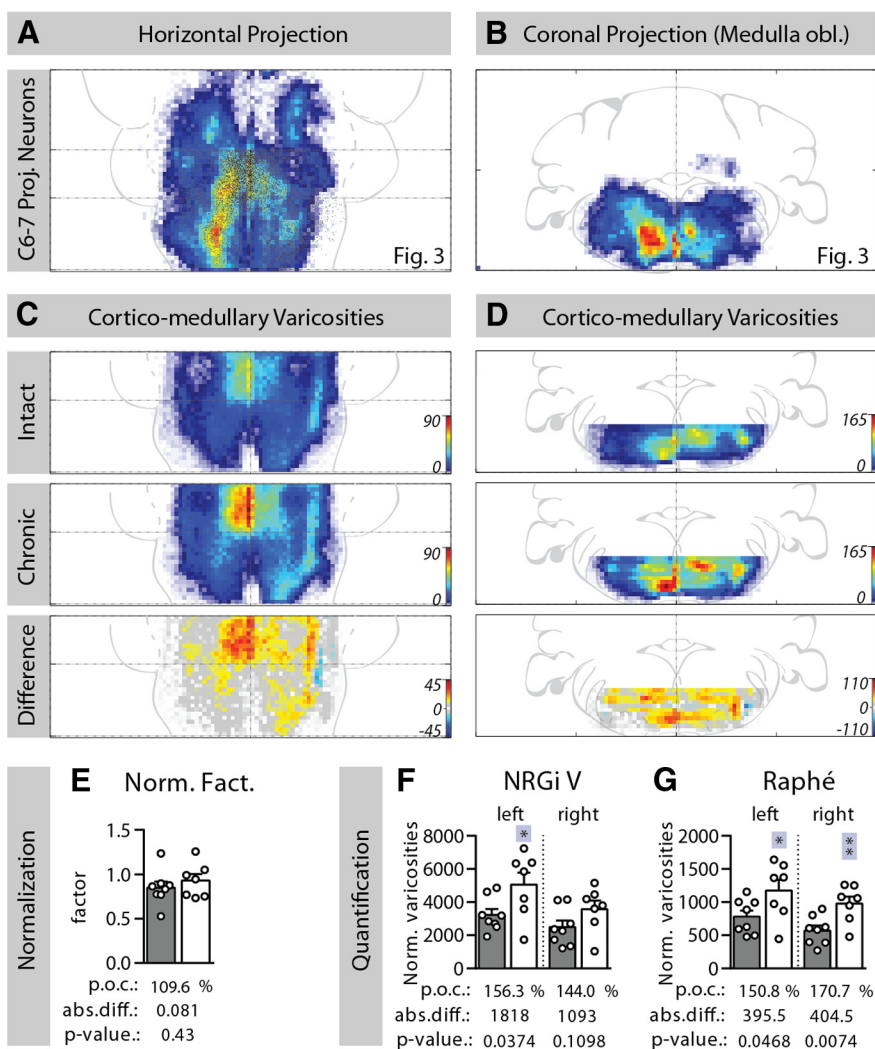 A Horizontal Projection
B Coronal Projection (Medulla obl.)
C6-7 Proj. Neurons
Fig. 3
Fig. 3
C Cortico-medullary Varicosities
D Cortico-medullary Varicosities
Intact
90
0
165
0
Chronic
90
0
165
0
Difference
45
0
-45
110
0
-110
Normalization
E Norm. Fact.
factor
1.5
1.0
0.5
0.0
p.o.c.: 109.6 %
abs.diff.: 0.081
p-value.: 0.43
Quantification
F NRGi V
left right
Norm. varicosities
8000
6000
4000
2000
0
*
p.o.c.: 156.3 % 144.0 %
abs.diff.: 1818 1093
p-value.: 0.0374 0.1098
G Raphé
left right
Norm. varicosities
2000
1500
1000
500
0
*
**
p.o.c.: 150.8 % 170.7 %
abs.diff.: 395.5 404.5
p-value.: 0.0468 0.0074